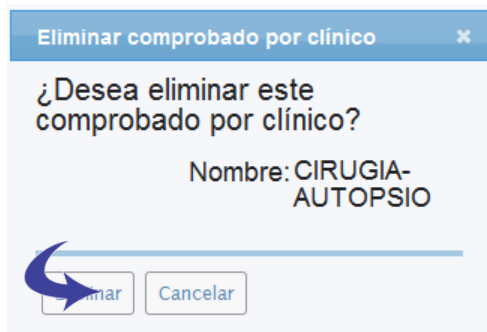 Eliminar comprobado por clínico ×
¿Desea eliminar este
comprobado por clínico?
Nombre: CIRUGIA-
AUTOPSIO
Cancelar